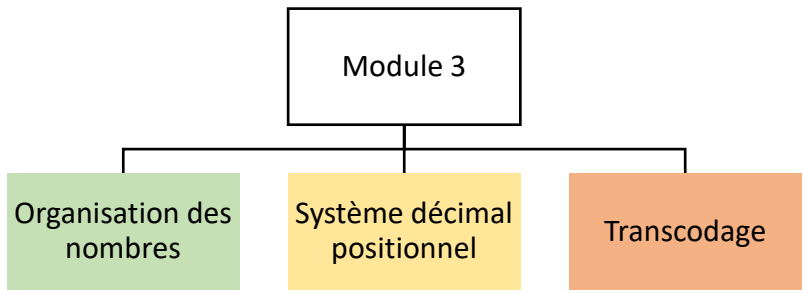 Module 3
Organisation des
nombres
Système décimal
positionnel
Transcodage